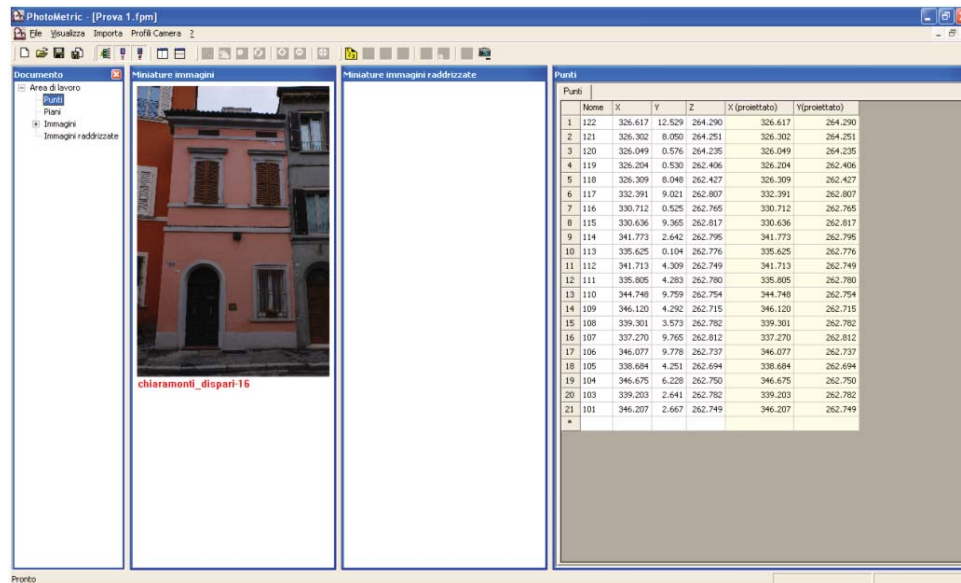 PhotoMetric - [Prova 1.fpm]
File Visualizza Importa Profili Camera ?
Documento
Area di lavoro
Punti
Piani
Immagini
Immagini raddrizzate
Miniature immagini
chiaramonti_dispari-16
Miniature immagini raddrizzate
Punti
Punti
Nome X Y Z X (proiettato) Y(proiettato)
1 122 326.617 12.529 264.290 326.617 264.290
2 121 326.302 8.050 264.251 326.302 264.251
3 120 326.049 0.576 264.235 326.049 264.235
4 119 326.204 0.530 262.406 326.204 262.406
5 118 326.309 8.048 262.427 326.309 262.427
6 117 332.391 9.021 262.807 332.391 262.807
7 116 330.712 0.525 262.765 330.712 262.765
8 115 330.636 9.365 262.817 330.636 262.817
9 114 341.773 2.642 262.795 341.773 262.795
10 113 335.625 0.104 262.776 335.625 262.776
11 112 341.713 4.309 262.749 341.713 262.749
12 111 335.805 4.283 262.780 335.805 262.780
13 110 344.748 9.759 262.754 344.748 262.754
14 109 346.120 4.292 262.715 346.120 262.715
15 108 339.301 3.573 262.782 339.301 262.782
16 107 337.270 9.765 262.812 337.270 262.812
17 106 346.077 9.778 262.737 346.077 262.737
18 105 338.684 4.251 262.694 338.684 262.694
19 104 346.675 6.228 262.750 346.675 262.750
20 103 339.203 2.641 262.782 339.203 262.782
21 101 346.207 2.667 262.749 346.207 262.749
*
Pronto